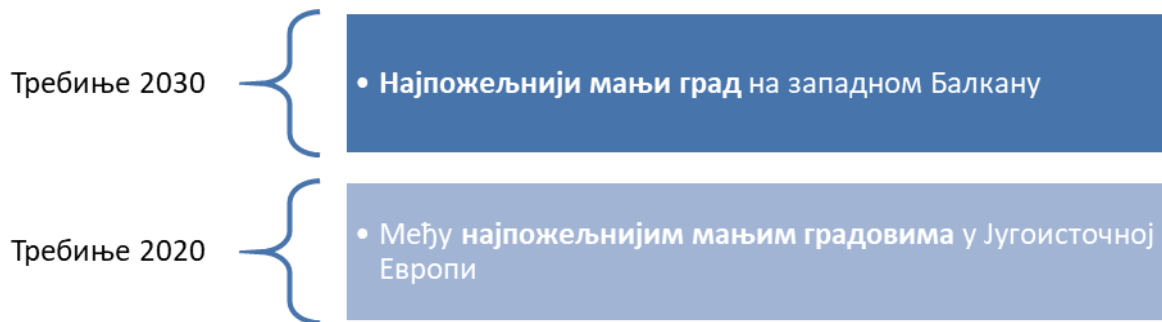 Требиње 2030
• Најпожељнији мањи град на западном Балкану
Требиње 2020
• Међу најпожељнијим мањим градовима у Југоисточној
Европи